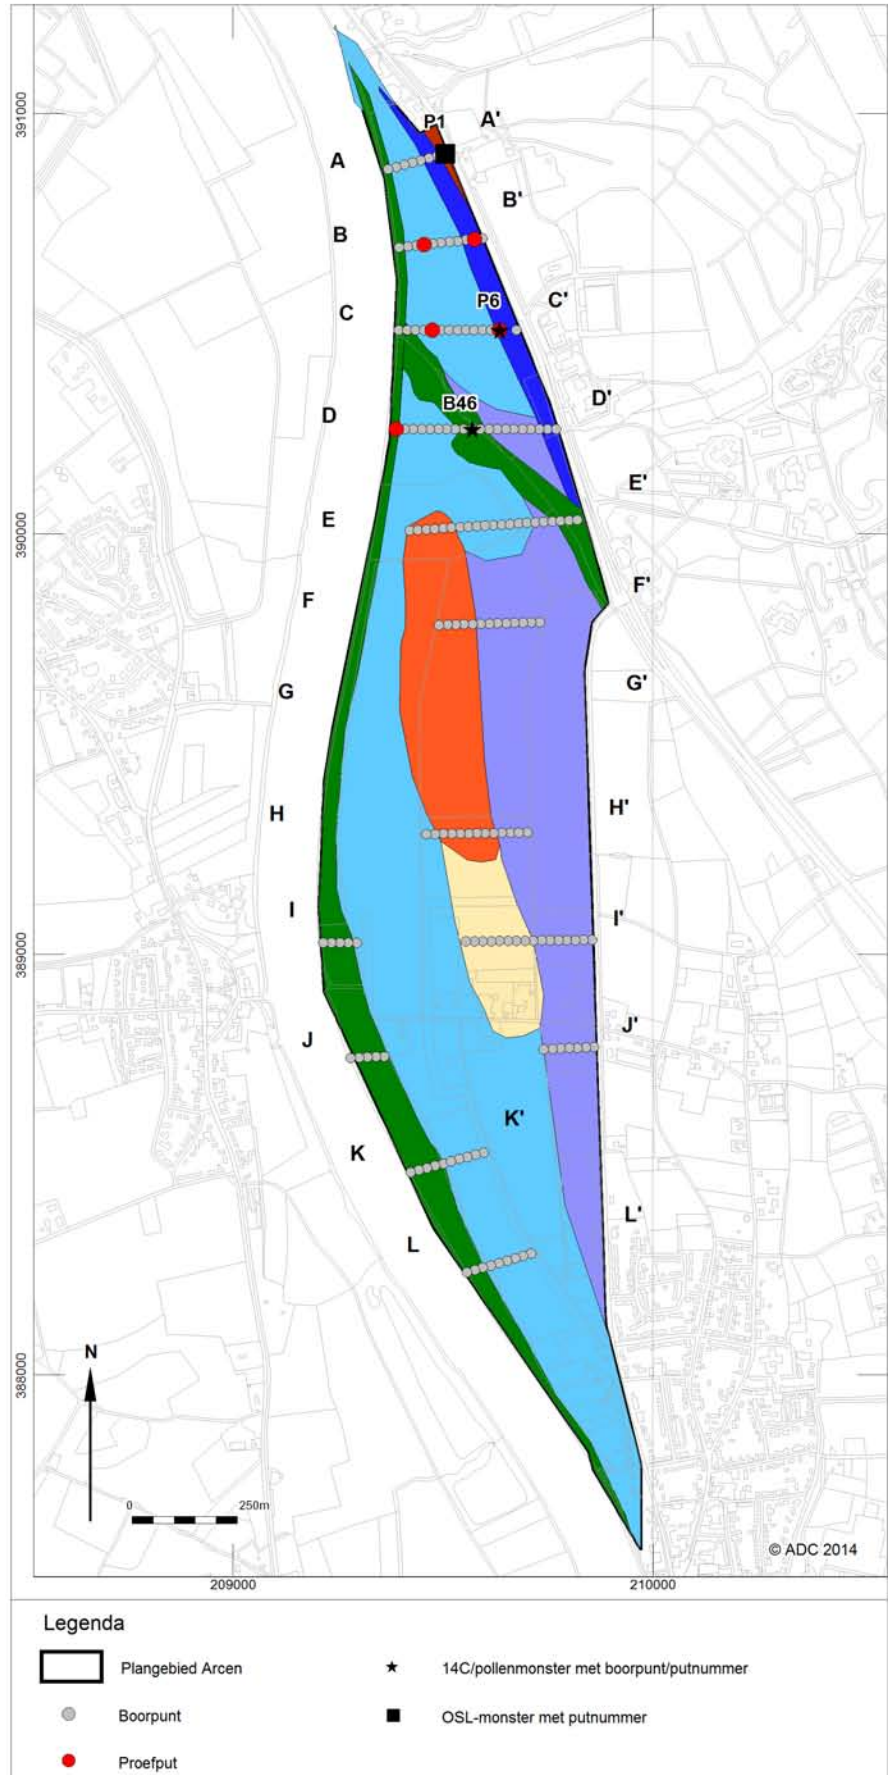 391000
P1
A'
A
B'
B
P6
C'
C
B46
D'
D
E'
390000
E
F'
F
G'
G
H'
H
I'
I
389000
J'
J
K'
K
L'
L
N
0 250m
388000
© ADC 2014
209000 210000
Legenda
Plangebied Arcen
14C/pollenmonster met boorpunt/putnummer
Boorpunt
OSL-monster met putnummer
Proefput